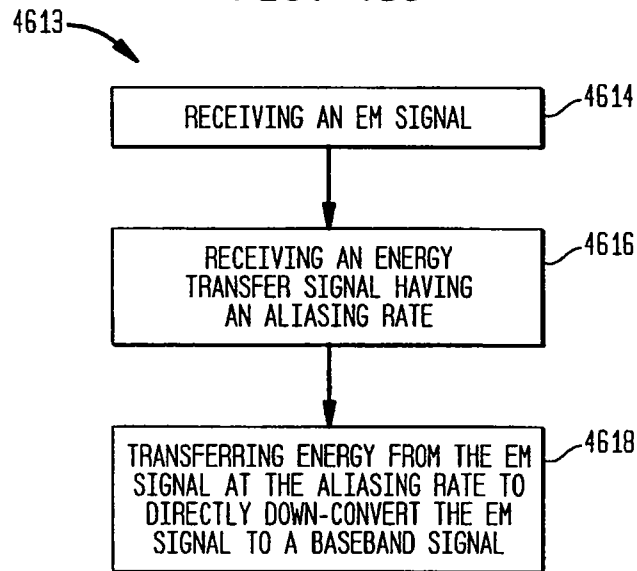 4613
RECEIVING AN EM SIGNAL
4614
RECEIVING AN ENERGY
TRANSFER SIGNAL HAVING
AN ALIASING RATE
4616
TRANSFERRING ENERGY FROM THE EM
SIGNAL AT THE ALIASING RATE TO
DIRECTLY DOWN-CONVERT THE EM
SIGNAL TO A BASEBAND SIGNAL
4618